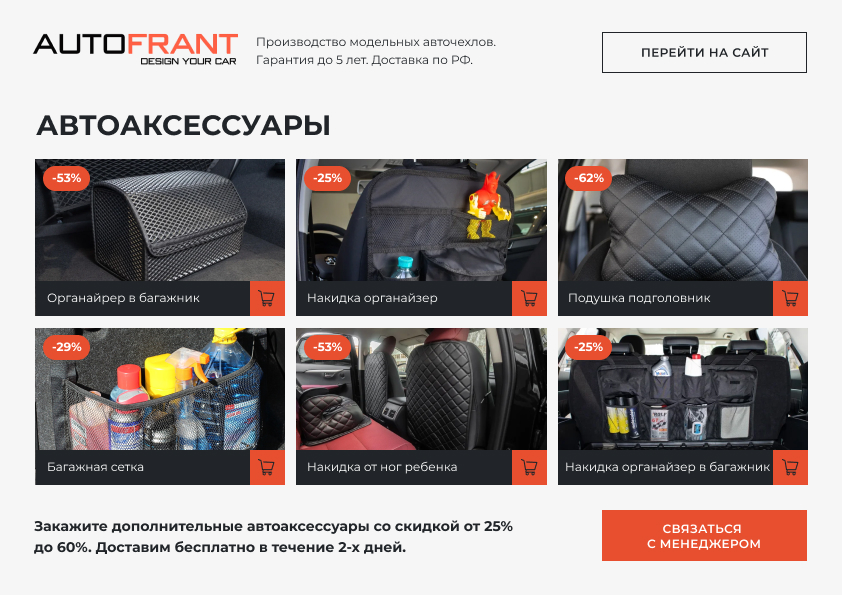 AUTOFRANT
DESIGN YOUR CAR
Производство модельных авточехлов.
Гарантия до 5 лет. Доставка по РФ.
ПЕРЕЙТИ НА САЙТ
АВТОАКСЕССУАРЫ
-53%
-25%
-62%
Органайрер в багажник
Накидка органайзер
Подушка подголовник
-29%
-53%
-25%
Багажная сетка
Накидка от ног ребенка
Накидка органайзер в багажник
Закажите дополнительные автоаксессуары со скидкой от 25%
до 60%. Доставим бесплатно в течение 2-х дней.
СВЯЗАТЬСЯ
С МЕНЕДЖЕРОМ